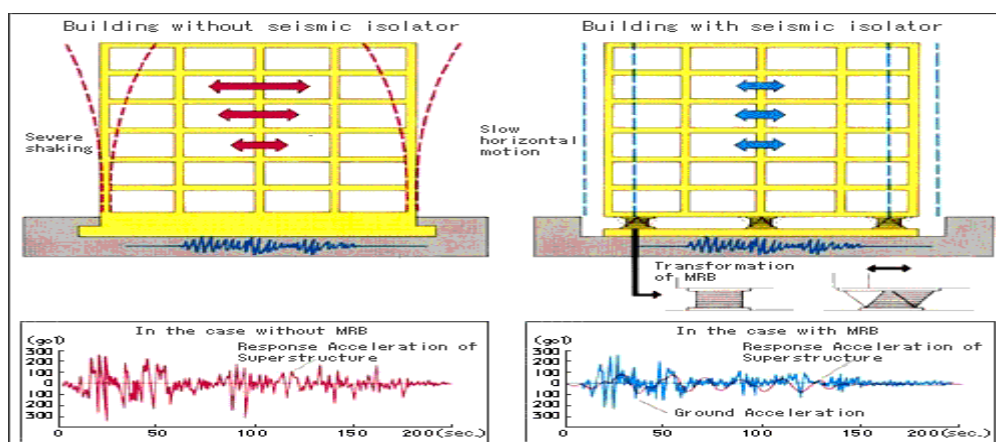 Building without seismic isolator
Severe
shaking
Building with seismic isolator
Slow
horizontal
motion
Transformation
of MRB
In the case without MRB
(gol)
Response Acceleration of
Superstructure
300
200
100
0
100
200
300
0
50
100
150
200(sec.)
In the case with MRB
(gol)
Response Acceleration of
Superstructure
Ground Acceleration
300
200
100
0
100
200
300
0
50
100
150
200(sec.)